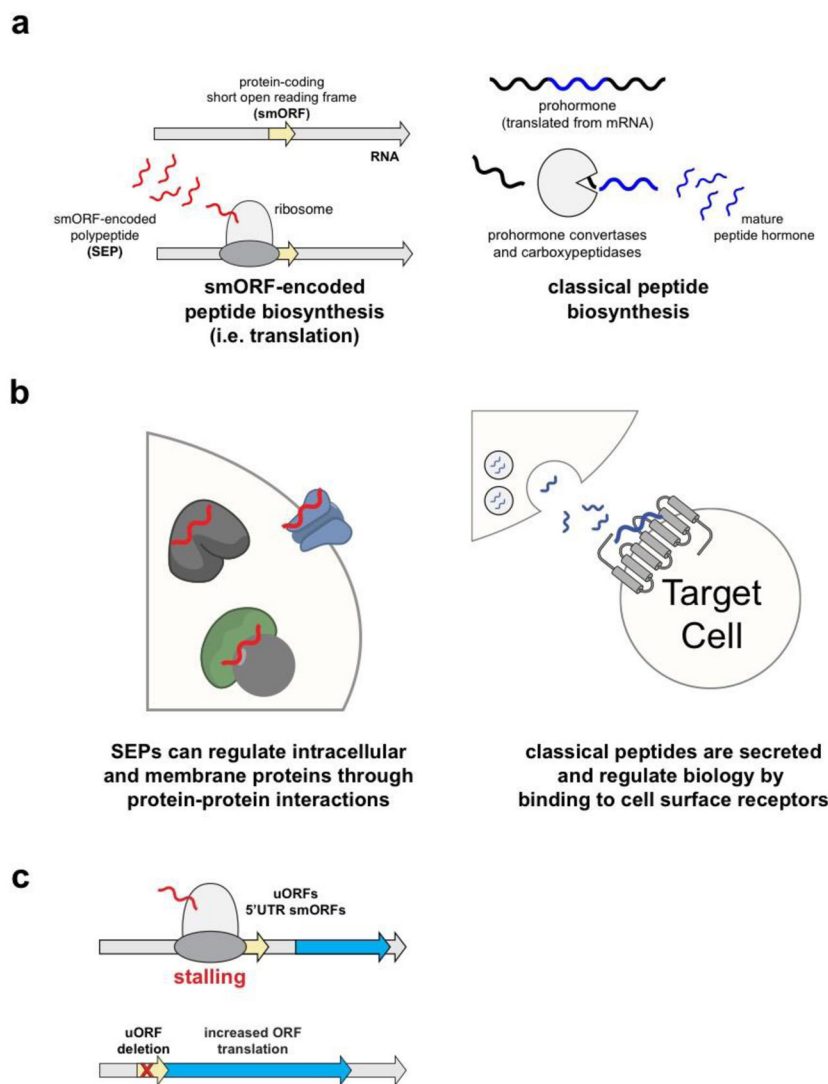 a
protein-coding
short open reading frame
(smORF)
RNA
smORF-encoded
polypeptide
(SEP)
ribosome
smORF-encoded
peptide biosynthesis
(i.e. translation)
prohormone
(translated from mRNA)
prohormone convertases
and carboxypeptidases
mature
peptide hormone
classical peptide
biosynthesis
b
SEPs can regulate intracellular
and membrane proteins through
protein-protein interactions
Target
Cell
classical peptides are secreted
and regulate biology by
binding to cell surface receptors
c
uORFs
5'UTR smORFs
stalling
uORF
deletion
increased ORF
translation